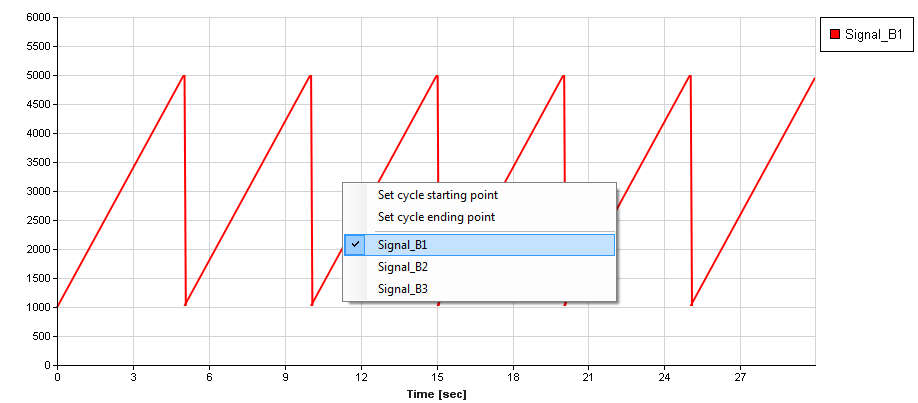 6000
Signal_B1
5000
4500
4000
3500
3000
2500
2000
1500
1000
500
0
Set cycle starting point
Set cycle ending point
Signal_B1
Signal_B2
Signal_B3
0 3 6 9 12 15 18 21 24 27
Time [sec]